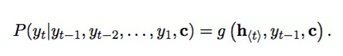 P(y_t|y_{t−1}, y_{t−2}, . . . , y_1, c) = g (h_{⟨t⟩}, y_{t−1}, c) .